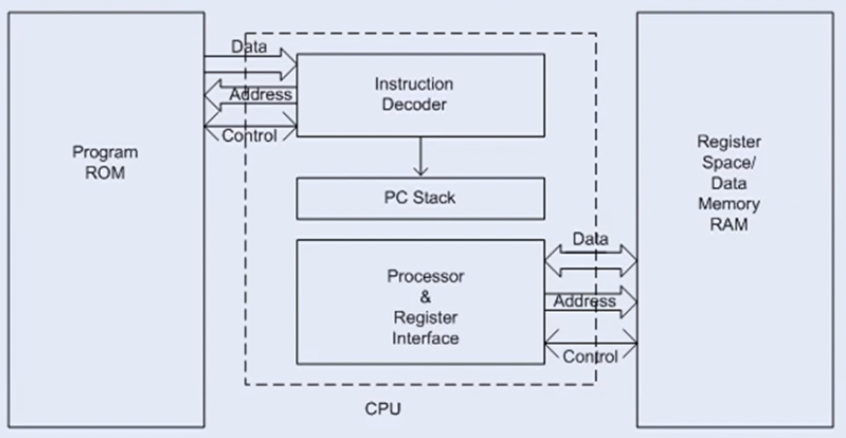 Data
Address
Control
Program
ROM
Instruction
Decoder
PC Stack
Processor
&
Register
Interface
CPU
Data
Address
Control
Register
Space/
Data
Memory
RAM